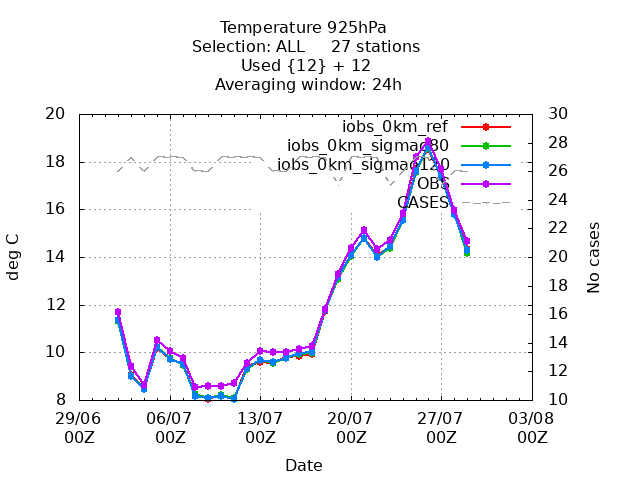 Temperature 925hPa
Selection: ALL 27 stations
Used {12} + 12
Averaging window: 24h
iobs_0km_ref
iobs_0km_sigmao80
iobs_0km_sigmao120
OBS
CASES
20
18
16
14
12
10
8
deg C
30
28
26
24
22
20
18
16
14
12
10
No cases
29/06 06/07 13/07 20/07 27/07 03/08
00Z 00Z 00Z 00Z 00Z 00Z
Date